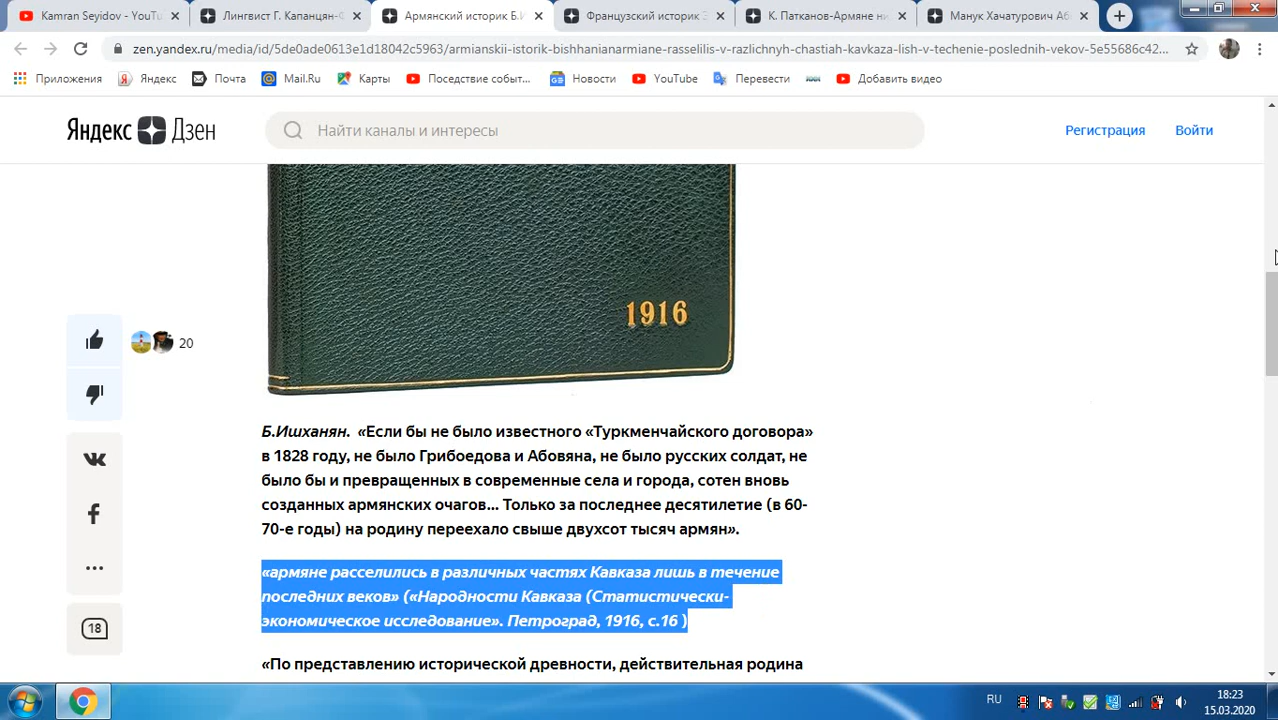 Kamran Seyidov - YouTu
Лингвист Г. Капанцян-
Армянский историк Б.И
Французский историк Э
К. Патканов-Армяне ни
Манук Хачатурович Аб
zen.yandex.ru/media/id/5de0ade0613e1d18042c5963/armianskii-istorik-bishhanianarmiane-rasselilis-v-razlichnyh-chastiah-kavkaza-lish-v-techenie-poslednih-vekov-5e55686c42...
Приложения
Яндекс
Почта
Mail.Ru
Карты
Поседствие событ...
Новости
YouTube
Перевести
Добавить видео
Яндекс Дзен
Найти каналы и интересы
Регистрация
Войти
1916
20
18
Б.Ишханян. «Если бы не было известного «Туркменчайского договора»
в 1828 году, не было Грибоедова и Абовяна, не было русских солдат, не
было бы и превращенных в современные села и города, сотен вновь
созданных армянских очагов... Только за последнее десятилетие (в 60-
70-е годы) на родину переехало свыше двухсот тысяч армян».
«армяне расселились в различных частях Кавказа лишь в течение
последних веков» («Народности Кавказа (Статистически-
экономическое исследование». Петроград, 1916, с.16 )
«По представлению исторической древности, действительная родина
RU
18:23
15.03.2020